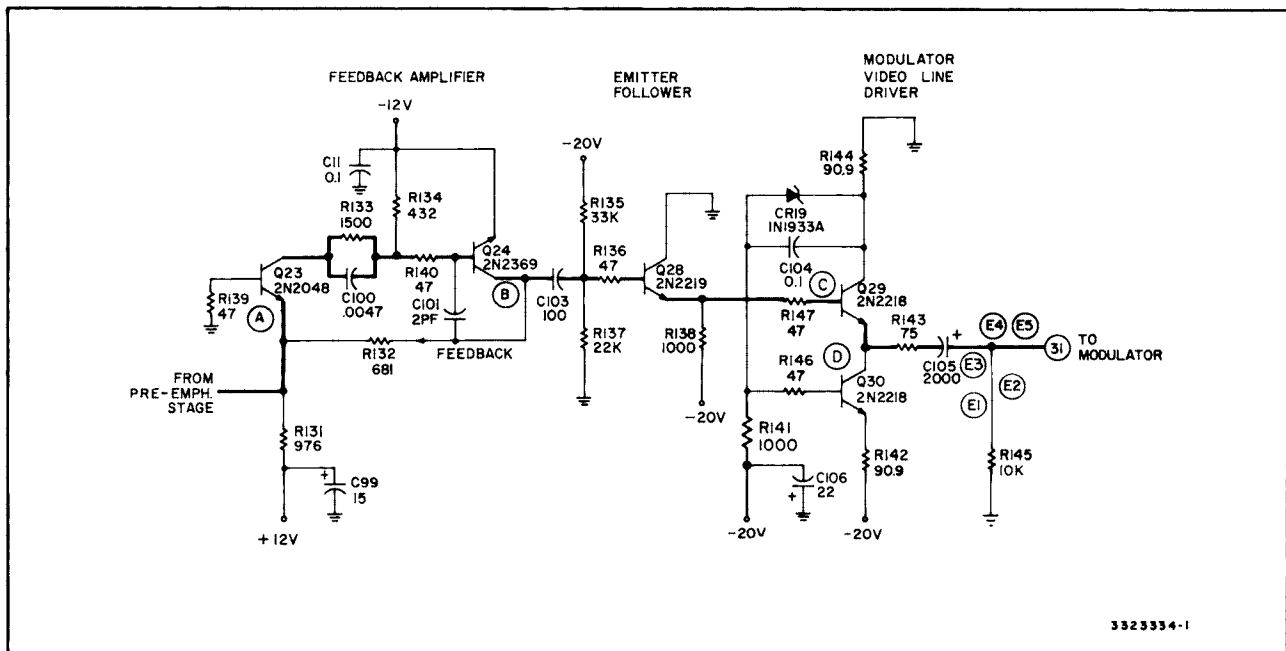 FEEDBACK AMPLIFIER
-12V
C11
0.1
R133
1500
R134
432
Q23
2N2048
C100
.0047
R140
47
C101
2PF
Q24
2N2369
B
R139
47
A
R132
681
FEEDBACK
FROM
PRE-EMPH.
STAGE
R131
976
C99
15
+
+12V
EMITTER
FOLLOWER
-20V
R135
33K
R136
47
C103
100
Q28
2N2219
R137
22K
R138
1000
-20V
MODULATOR
VIDEO LINE
DRIVER
R144
90.9
CR19
1N1933A
C104
0.1
C
Q29
2N2218
R147
47
R143
75
+
C105
2000
E4
E5
E3
E2
E1
31
TO
MODULATOR
D
R146
47
Q30
2N2218
R141
1000
R142
90.9
C106
22
+
R145
10K
-20V
-20V
3323334-1